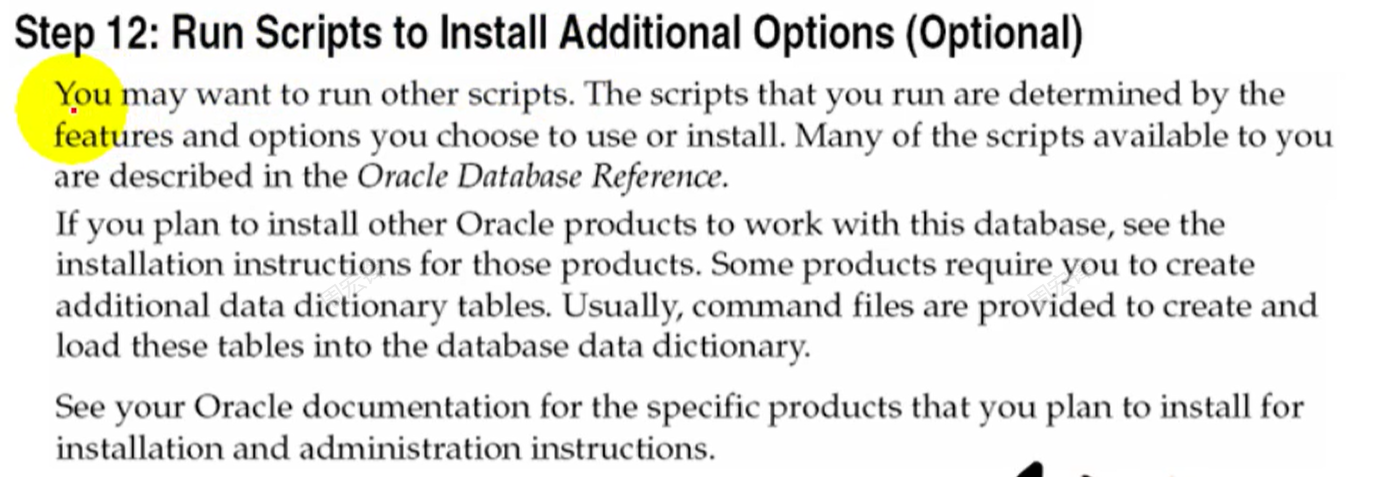 Step 12: Run Scripts to Install Additional Options (Optional)
You may want to run other scripts. The scripts that you run are determined by the
features and options you choose to use or install. Many of the scripts available to you
are described in the Oracle Database Reference.
If you plan to install other Oracle products to work with this database, see the
installation instructions for those products. Some products require you to create
additional data dictionary tables. Usually, command files are provided to create and
load these tables into the database data dictionary.
See your Oracle documentation for the specific products that you plan to install for
installation and administration instructions.